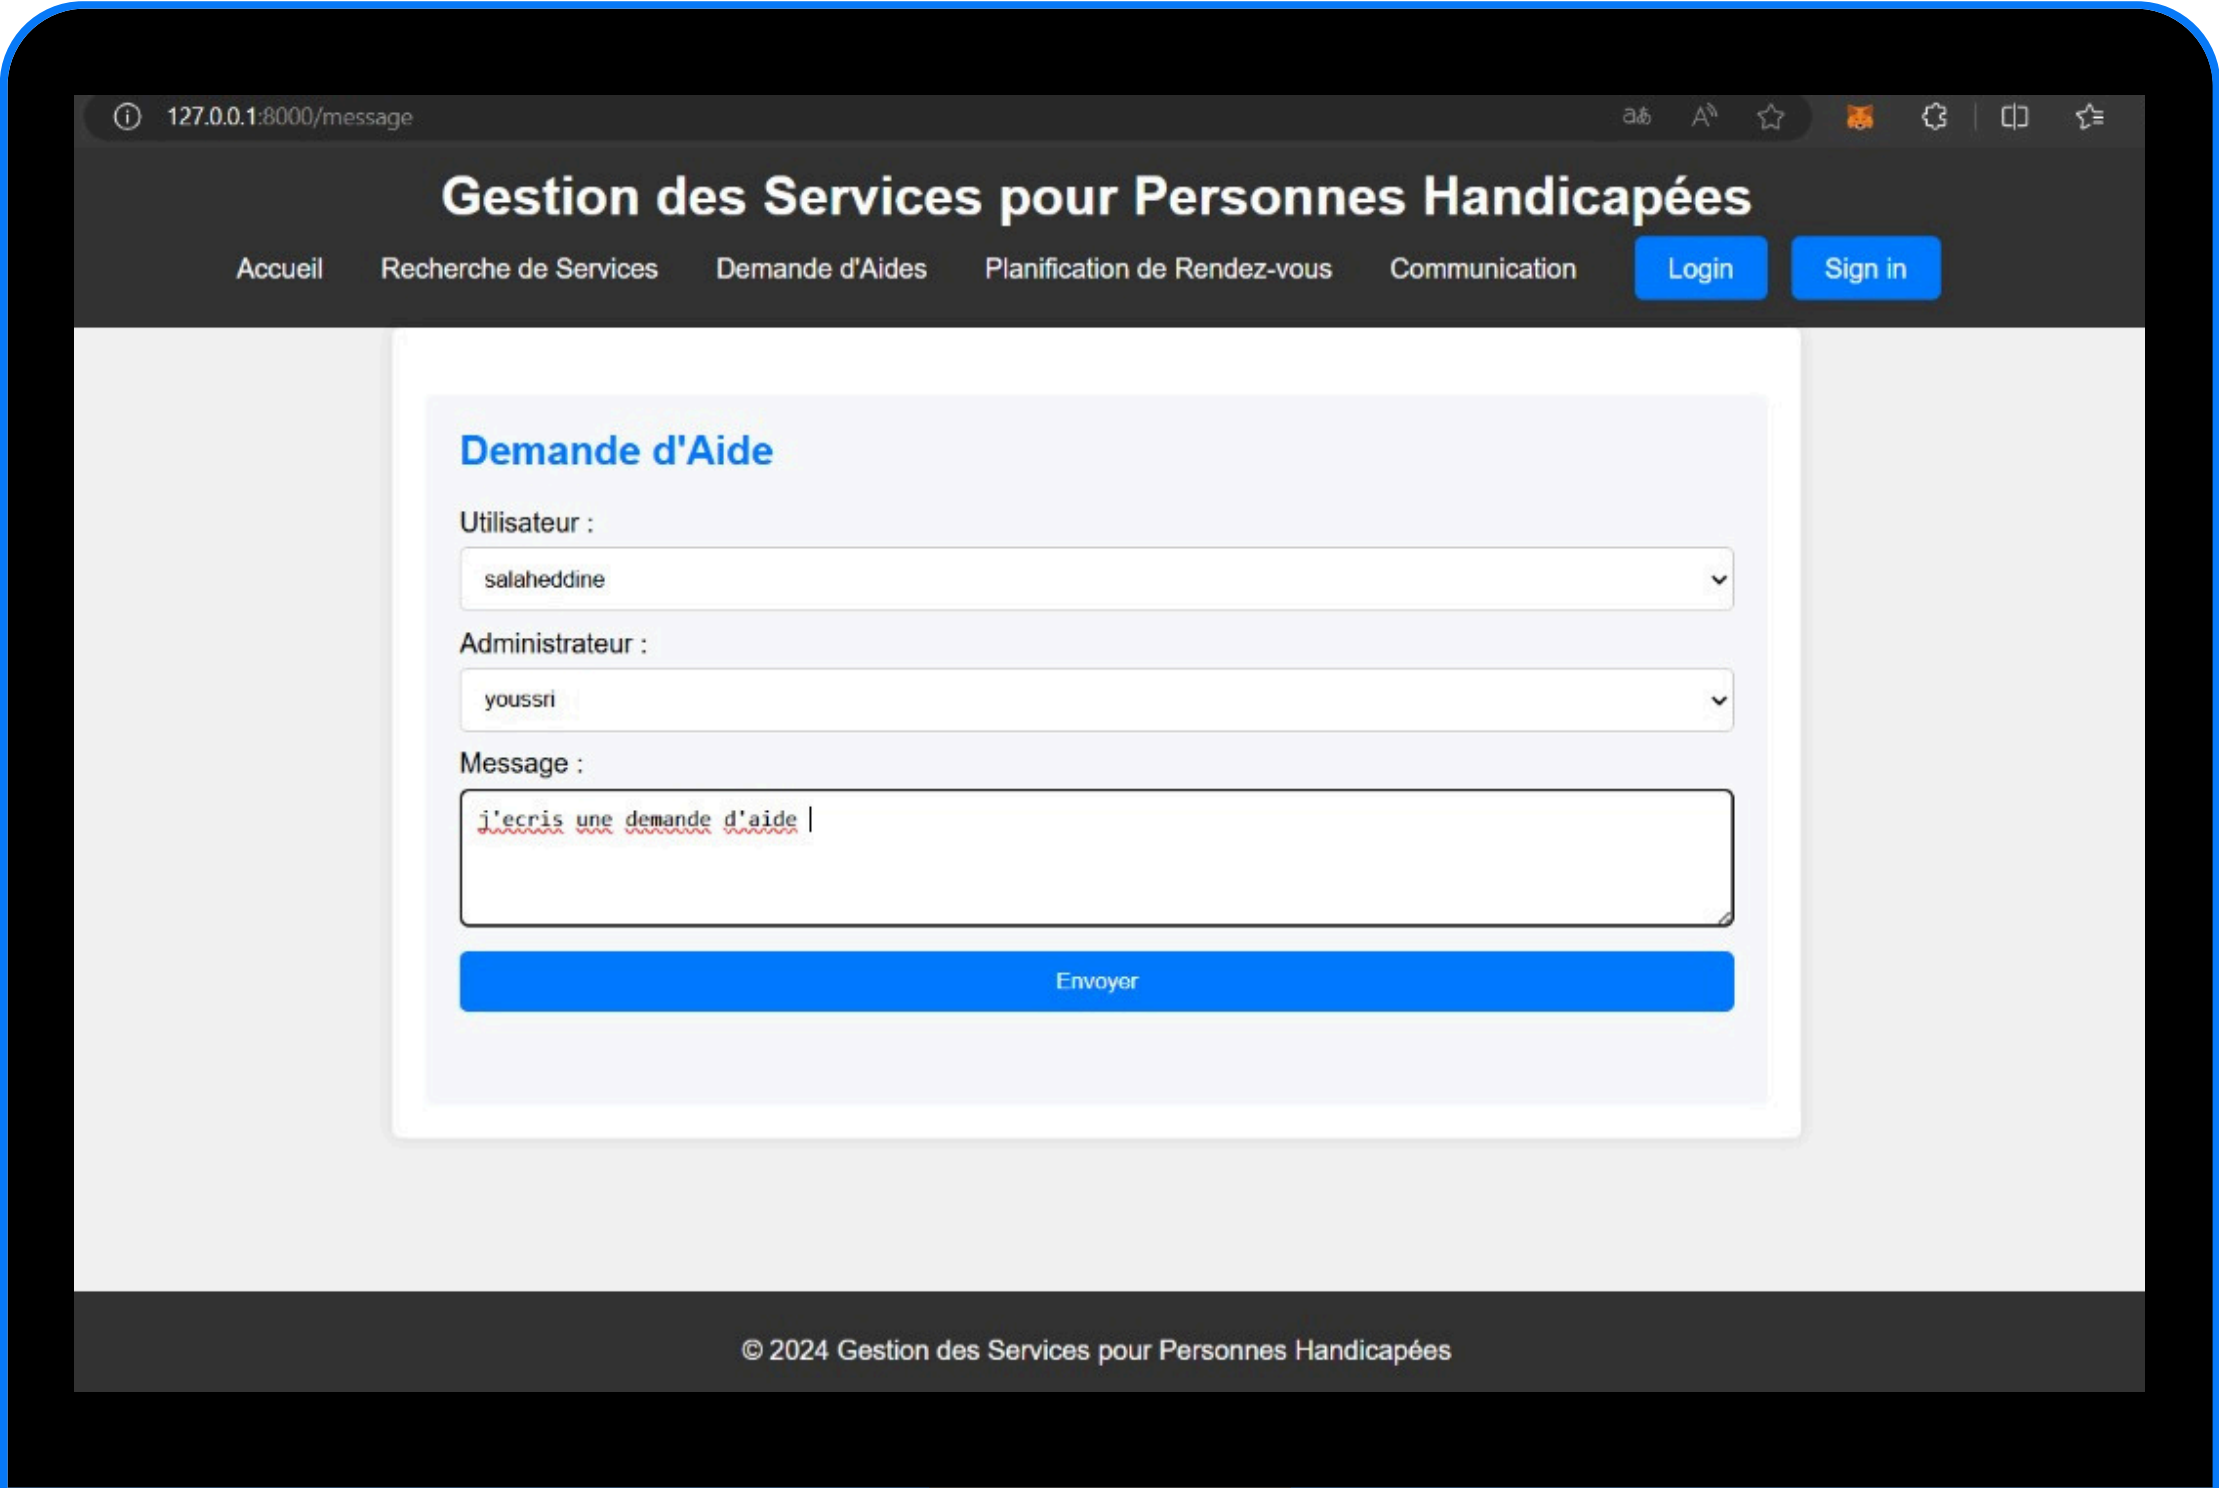 127.0.0.1:8000/message
Gestion des Services pour Personnes Handicapées
Accueil Recherche de Services Demande d'Aides Planification de Rendez-vous Communication Login Sign in
Demande d'Aide
Utilisateur :
salaheddine
Administrateur :
youssri
Message :
j'ecris une demande d'aide
Envoyer
© 2024 Gestion des Services pour Personnes Handicapées